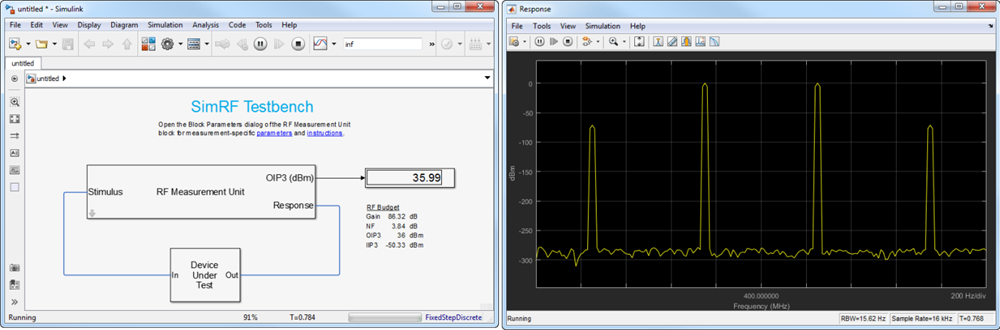 untitled * - Simulink
File Edit View Display Diagram Simulation Analysis Code Tools Help
inf
untitled
untitled
SimRF Testbench
Open the Block Parameters dialog of the RF Measurement Unit
block for measurement-specific parameters and instructions.
Stimulus
RF Measurement Unit
OIP3 (dBm)
Response
35.99
RF Budget
Gain 86.32 dB
NF 3.84 dB
OIP3 36 dBm
IIP3 -50.33 dBm
In
Device
Under
Test
Out
Running 91% T=0.784 FixedStepDiscrete
Response
File Tools View Simulation Help
0
-50
-100
-150
-200
-250
-300
dBm
400.000000
200 Hz/div
Frequency (MHz)
Running RBW=15.62 Hz Sample Rate=16 kHz T=0.768